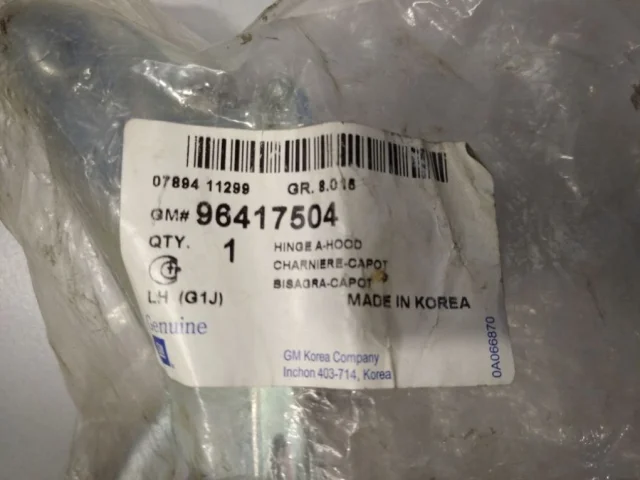 07894 11299 GR. 8.016
GM# 96417504
QTY. 1 HINGE A-HOOD
CHARNIERE-CAPOT
BISAGRA-CAPOT
LH (G1J) MADE IN KOREA
Genuine
GM
GM Korea Company
Inchon 403-714, Korea
0A066870